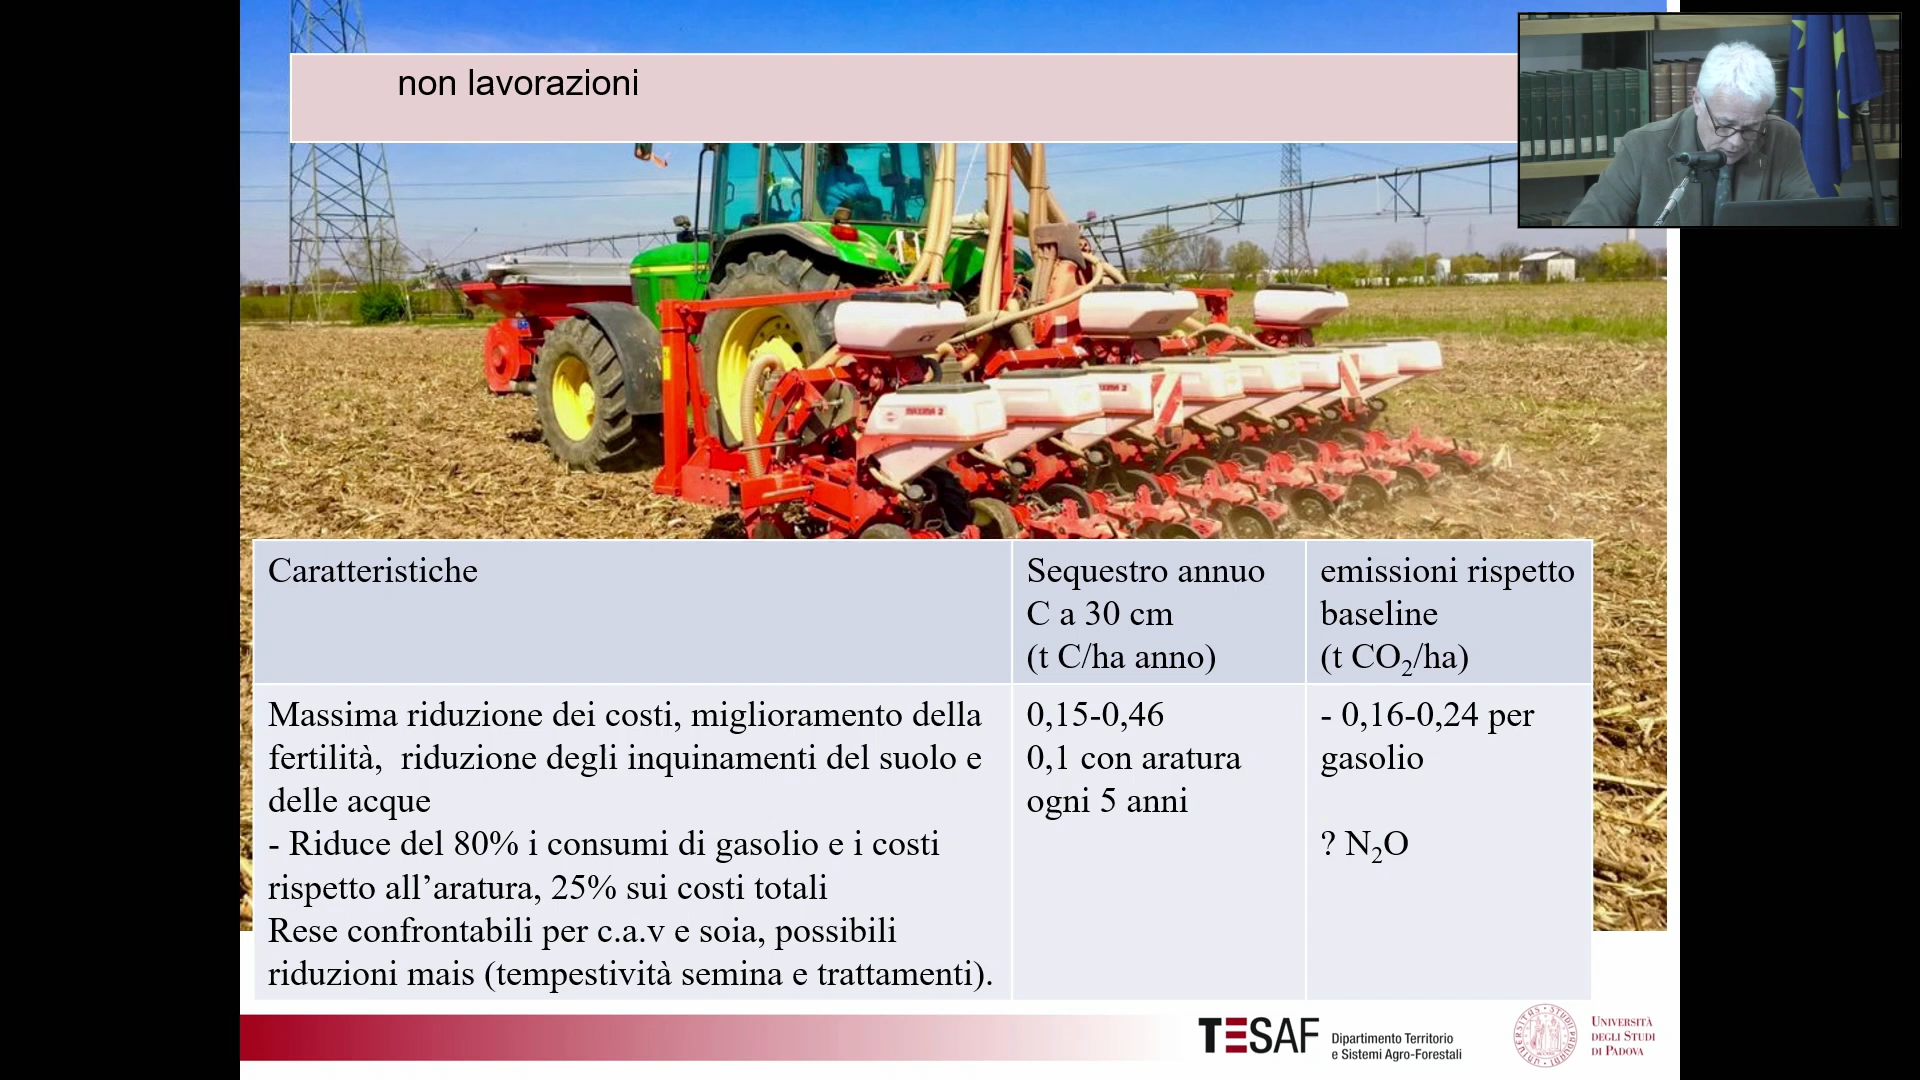 non lavorazioni
MAXIMA 2
Caratteristiche
Sequestro annuo
C a 30 cm
(t C/ha anno)
emissioni rispetto
baseline
(t CO₂/ha)
Massima riduzione dei costi, miglioramento della
fertilità,  riduzione degli inquinamenti del suolo e
delle acque
- Riduce del 80% i consumi di gasolio e i costi
rispetto all’aratura, 25% sui costi totali
Rese confrontabili per c.a.v e soia, possibili
riduzioni mais (tempestività semina e trattamenti).
0,15-0,46
0,1 con aratura
ogni 5 anni
- 0,16-0,24 per
gasolio
? N₂O
TESAF
Dipartimento Territorio
e Sistemi Agro-Forestali
UNIVERSITÀ
DEGLI STUDI
DI PADOVA